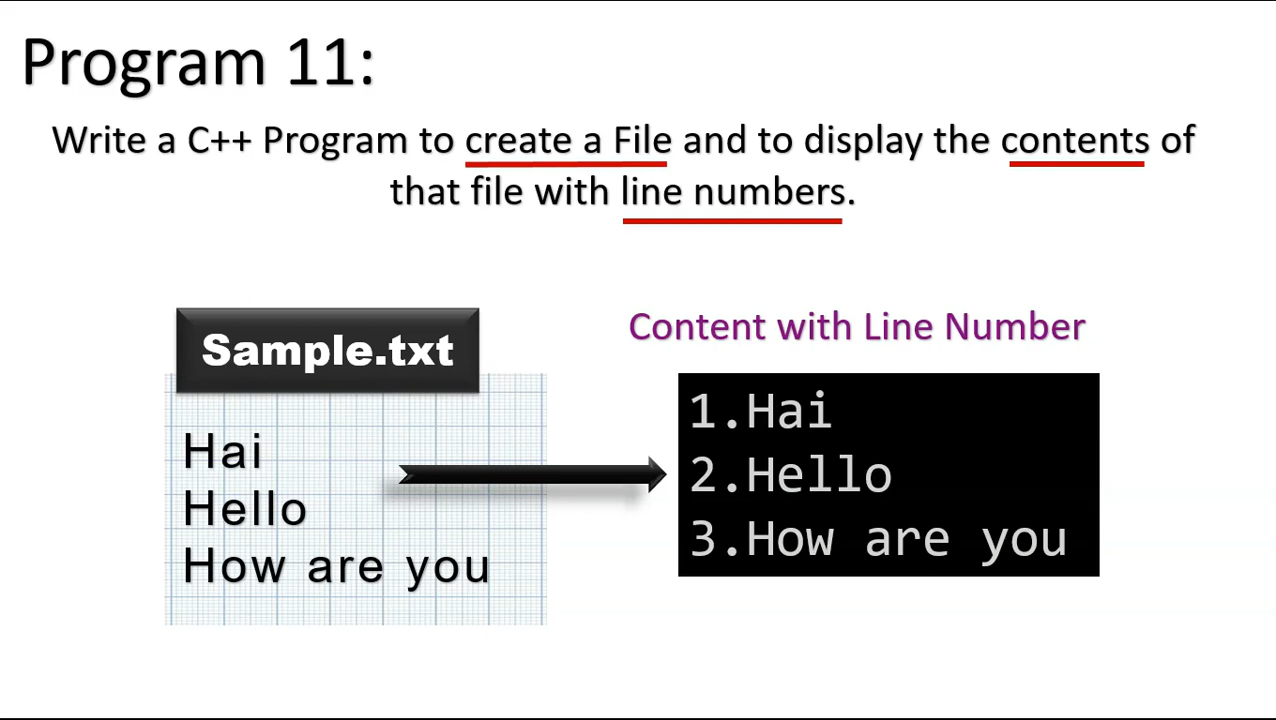 Program 11:
Write a C++ Program to create a File and to display the contents of
that file with line numbers.
Sample.txt
Hai
Hello
How are you
Content with Line Number
1.Hai
2.Hello
3.How are you